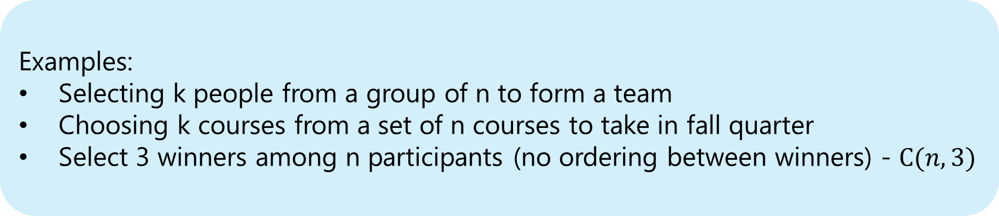 Examples:
• Selecting k people from a group of n to form a team
• Choosing k courses from a set of n courses to take in fall quarter
• Select 3 winners among n participants (no ordering between winners) - C(n, 3)